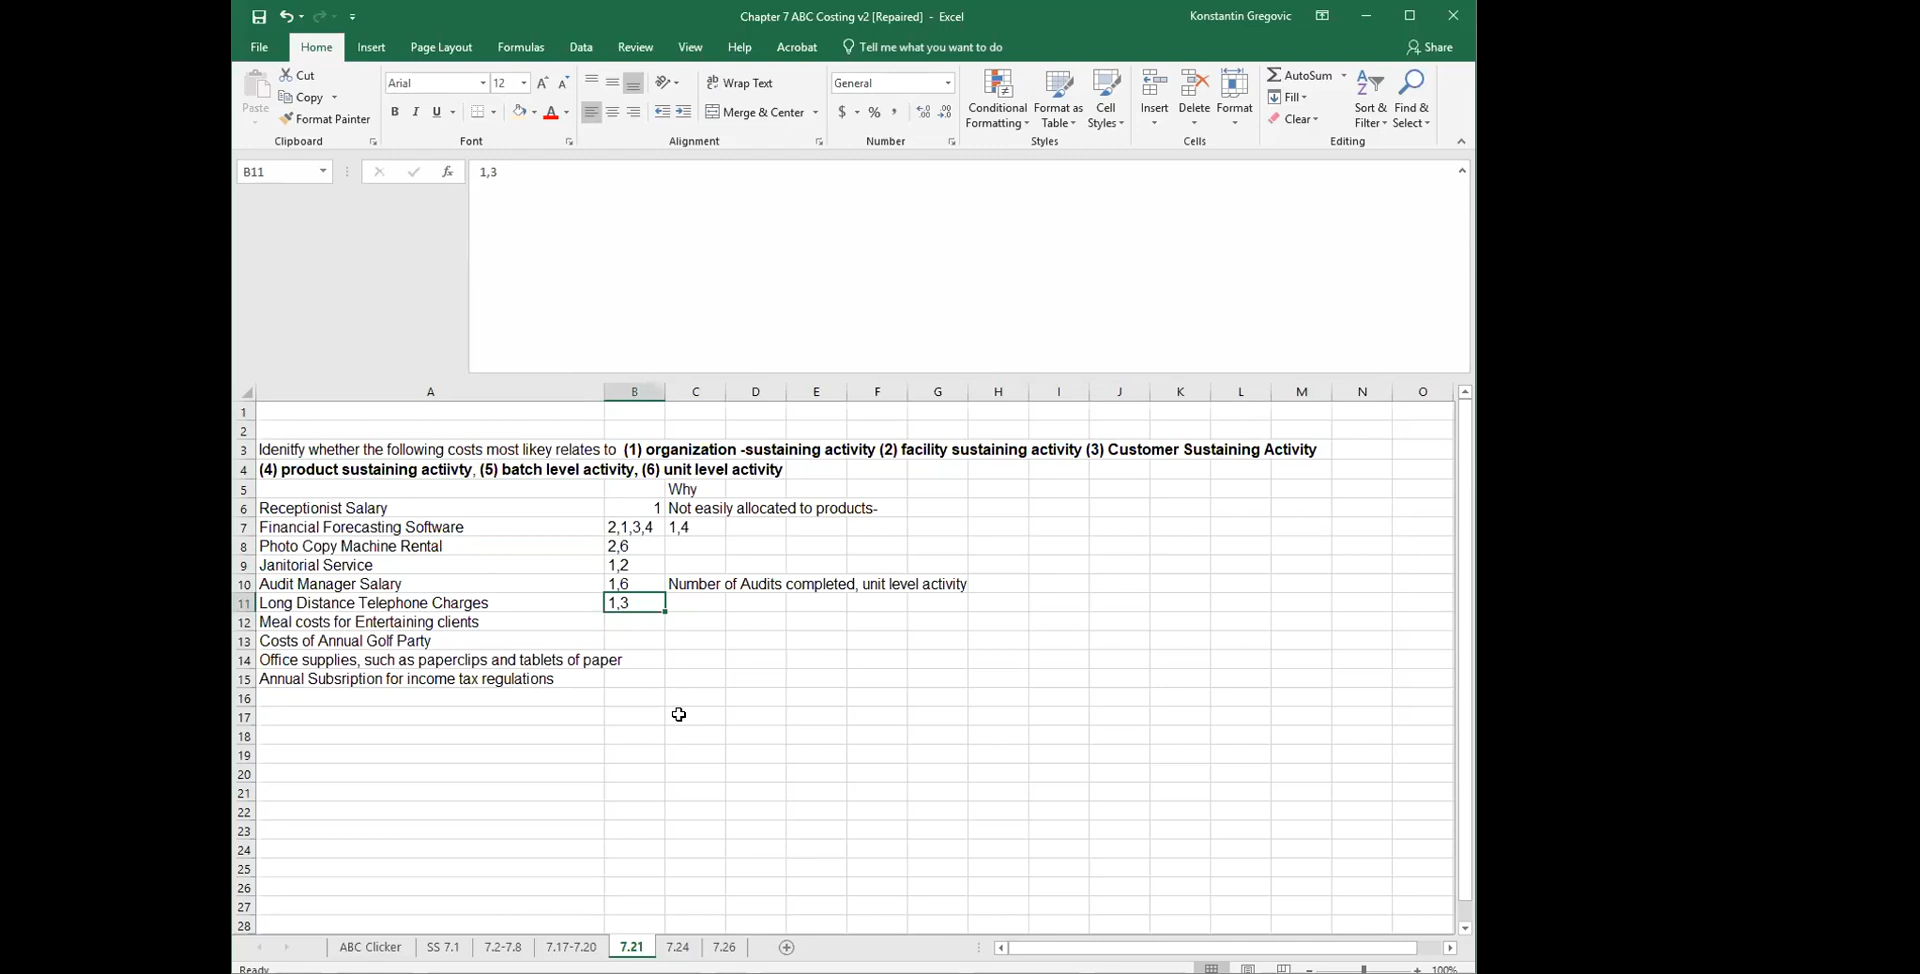 Chapter 7 ABC Costing v2 [Repaired] - Excel
Konstantin Gregovic
File Home Insert Page Layout Formulas Data Review View Help Acrobat Tell me what you want to do Share
Paste
Cut
Copy
Format Painter
Clipboard
Arial 12
B I U
Font
Wrap Text
Merge & Center
Alignment
General
$ % ,
Number
Conditional Formatting
Format as Table
Cell Styles
Styles
Insert Delete Format
Cells
AutoSum
Fill
Clear
Sort & Filter
Find & Select
Editing
B11 fx 1,3
A B C D E F G H I J K L M N O
1
2
3 Identify whether the following costs most likey relates to (1) organization -sustaining activity (2) facility sustaining activity (3) Customer Sustaining Activity
4 (4) product sustaining activty, (5) batch level activity, (6) unit level activity
5 Why
6 Receptionist Salary 1 Not easily allocated to products-
7 Financial Forecasting Software 2,1,3,4 1,4
8 Photo Copy Machine Rental 2,6
9 Janitorial Service 1,2
10 Audit Manager Salary 1,6 Number of Audits completed, unit level activity
11 Long Distance Telephone Charges 1,3
12 Meal costs for Entertaining clients
13 Costs of Annual Golf Party
14 Office supplies, such as paperclips and tablets of paper
15 Annual Subsription for income tax regulations
16
17
18
19
20
21
22
23
24
25
26
27
28
ABC Clicker SS 7.1 7.2-7.8 7.17-7.20 7.21 7.24 7.26
Ready 100%